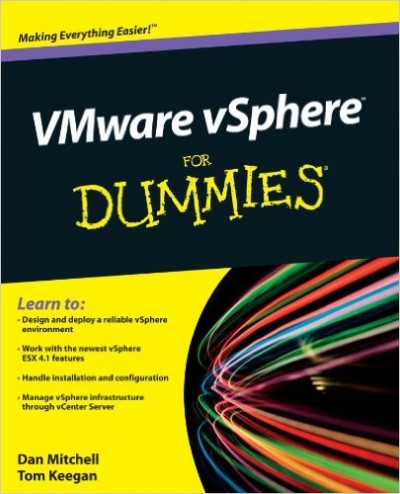 Making Everything Easier!™
VMware vSphere™
FOR
DUMMIES®
Learn to:
• Design and deploy a reliable vSphere
environment
• Work with the newest vSphere
ESX 4.1 features
• Handle installation and configuration
• Manage vSphere infrastructure
through vCenter Server
Dan Mitchell
Tom Keegan